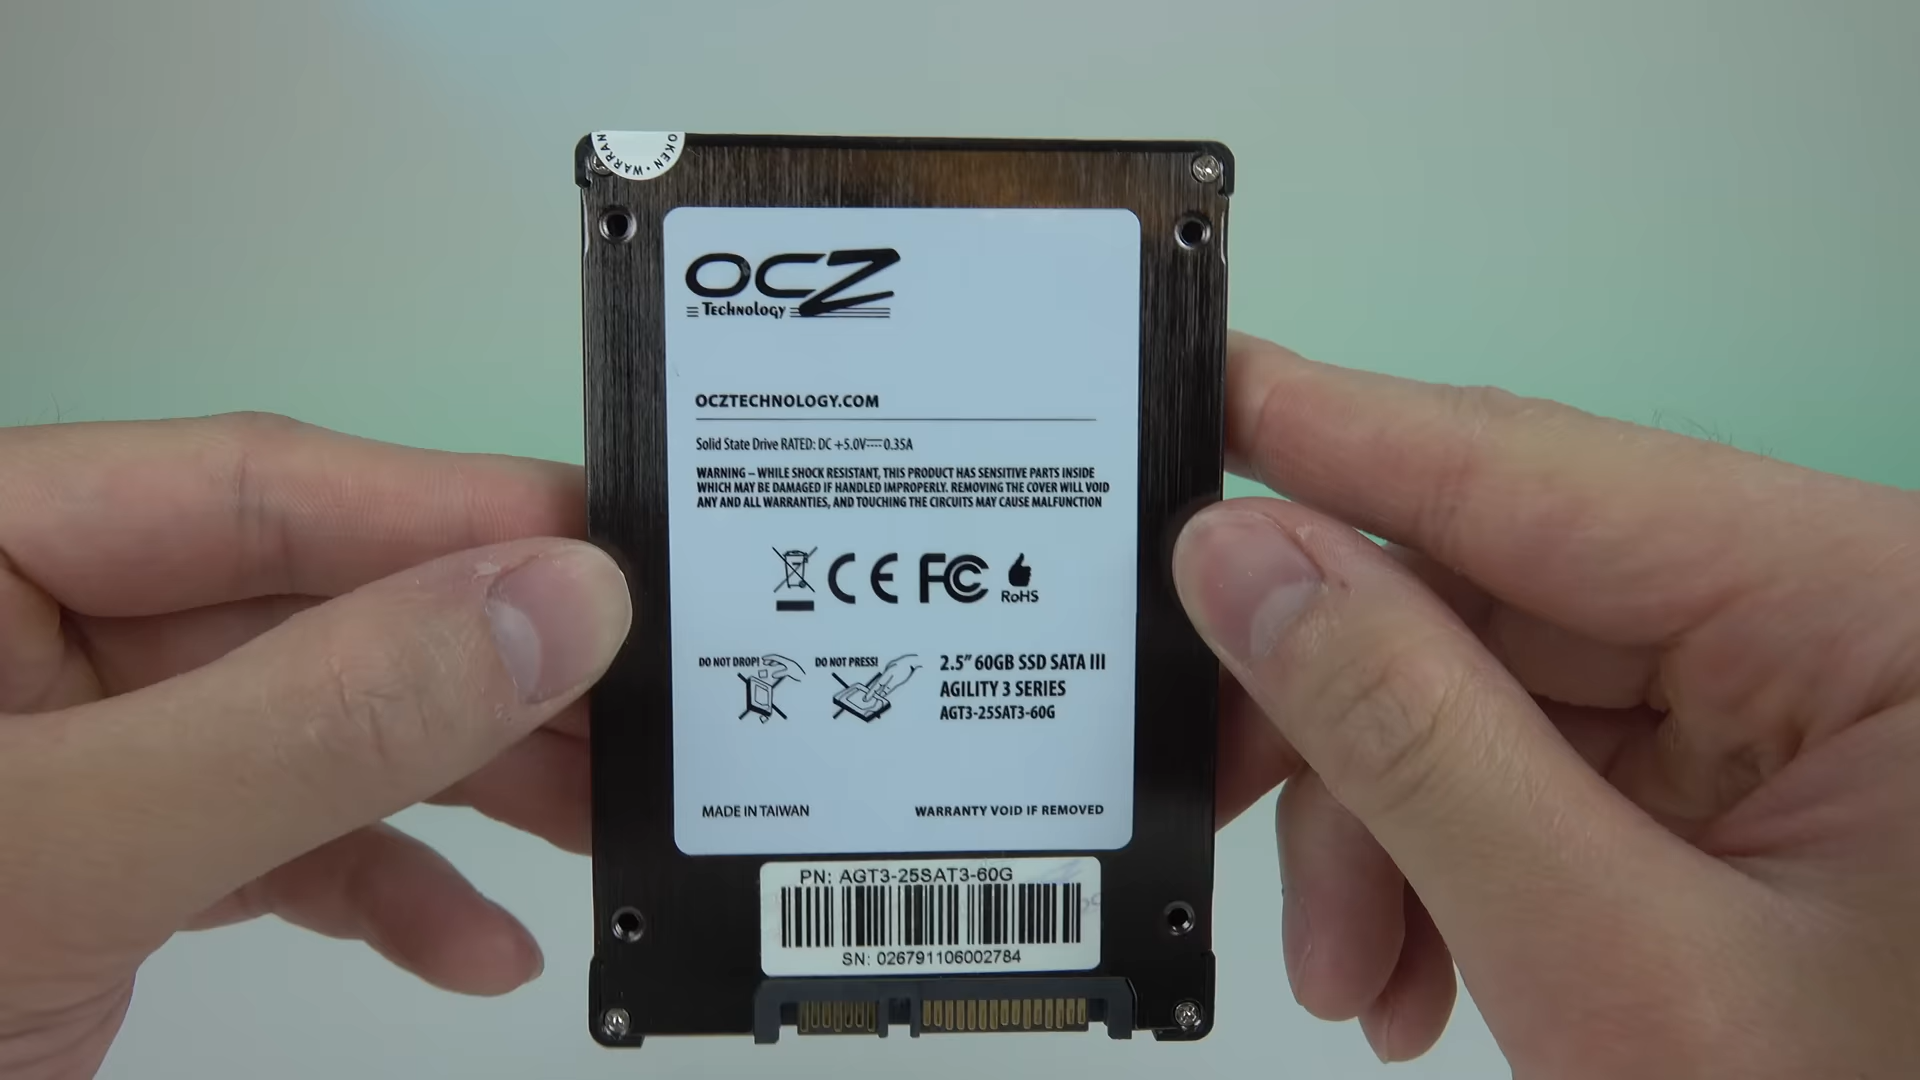 OKEN • WARRAN
OCZ
Technology
OCZTECHNOLOGY.COM
Solid State Drive RATED: DC +5.0V⎓0.35A
WARNING – WHILE SHOCK RESISTANT, THIS PRODUCT HAS SENSITIVE PARTS INSIDE
WHICH MAY BE DAMAGED IF HANDLED IMPROPERLY. REMOVING THE COVER WILL VOID
ANY AND ALL WARRANTIES, AND TOUCHING THE CIRCUITS MAY CAUSE MALFUNCTION
CE FC RoHS
DO NOT DROP! DO NOT PRESS! 2.5" 60GB SSD SATA III
AGILITY 3 SERIES
AGT3-25SAT3-60G
MADE IN TAIWAN WARRANTY VOID IF REMOVED
PN: AGT3-25SAT3-60G
SN: 026791106002784